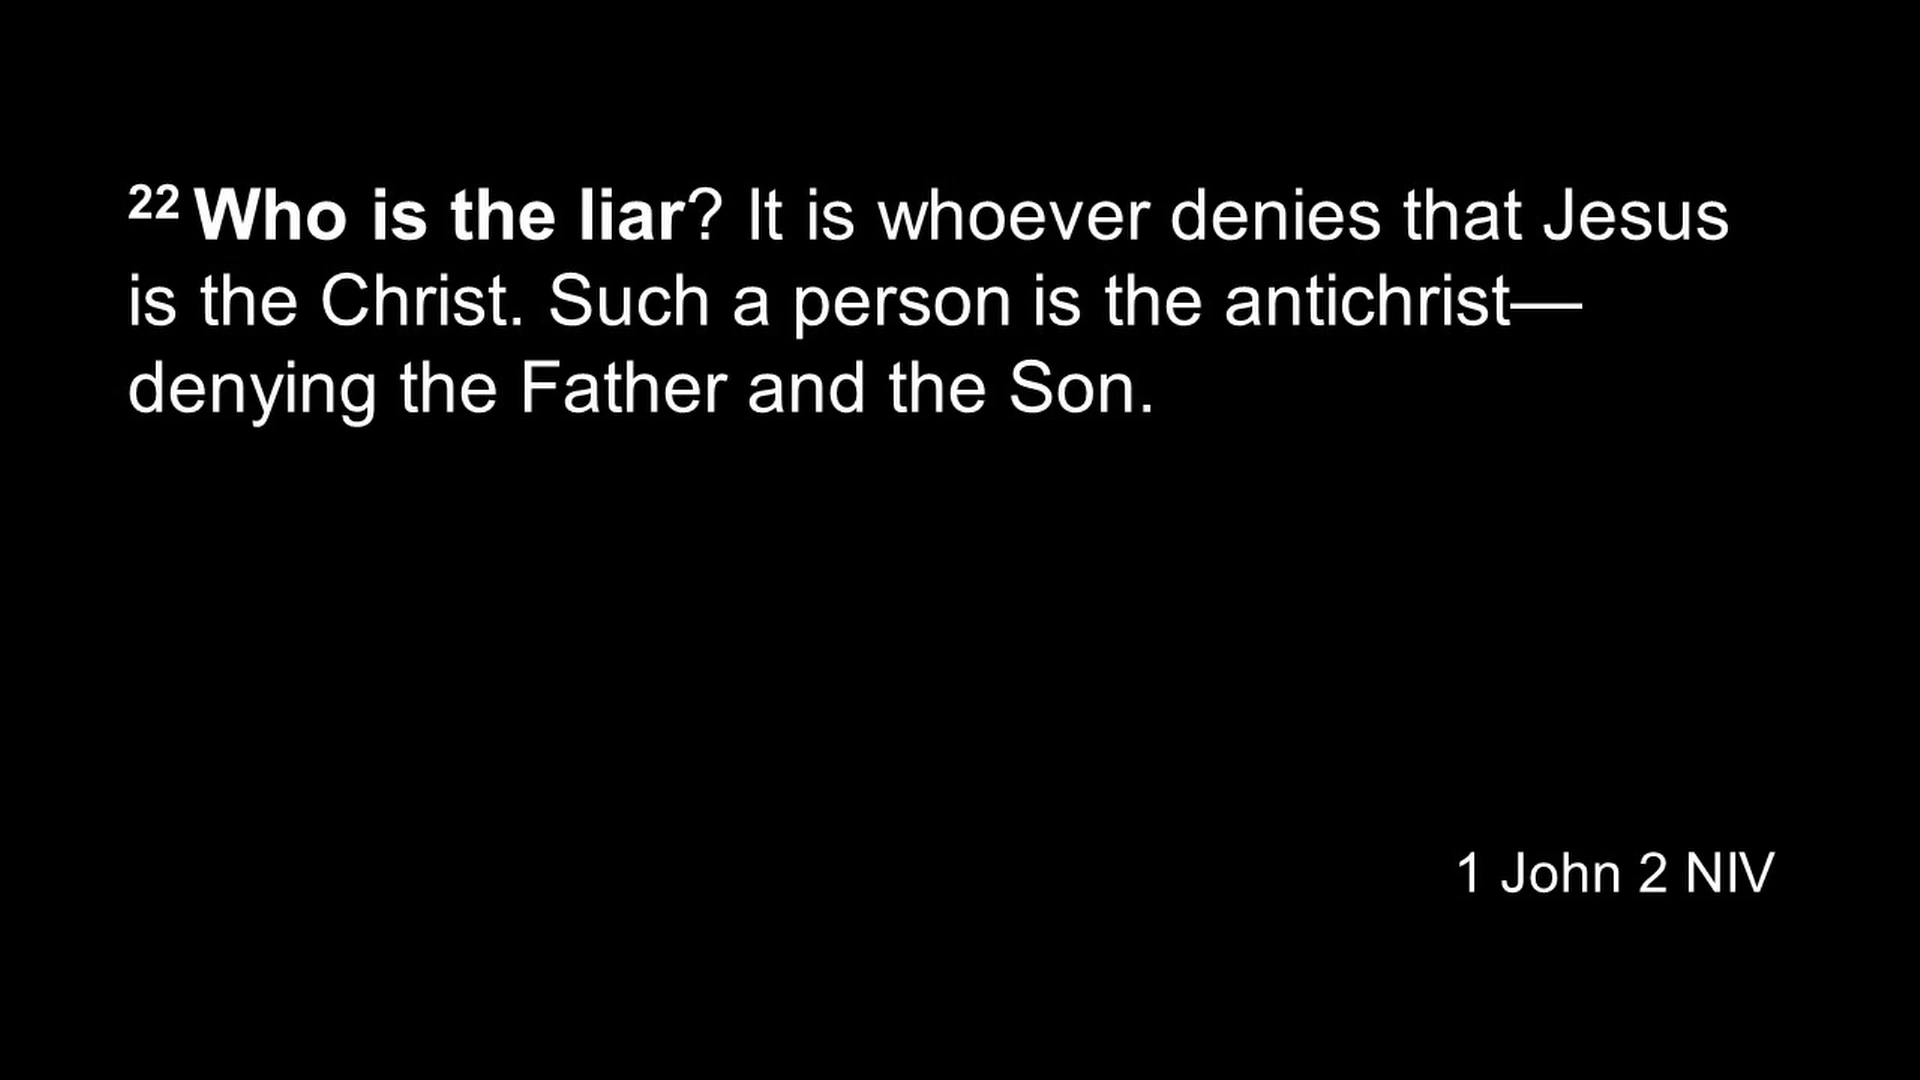 22 Who is the liar? It is whoever denies that Jesus
is the Christ. Such a person is the antichrist—
denying the Father and the Son.
1 John 2 NIV